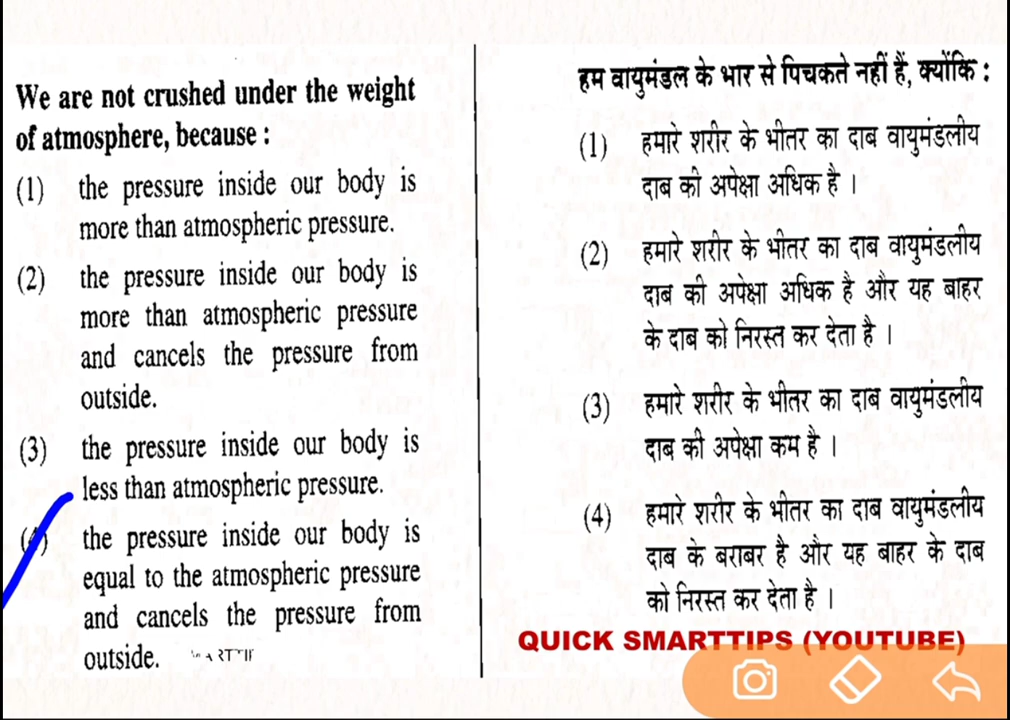 We are not crushed under the weight
of atmosphere, because :
(1) the pressure inside our body is
more than atmospheric pressure.
(2) the pressure inside our body is
more than atmospheric pressure
and cancels the pressure from
outside.
(3) the pressure inside our body is
less than atmospheric pressure.
(4) the pressure inside our body is
equal to the atmospheric pressure
and cancels the pressure from
outside.
हम वायुमंडल के भार से पिचकते नहीं हैं, क्योंकि :
(1) हमारे शरीर के भीतर का दाब वायुमंडलीय
दाब की अपेक्षा अधिक है ।
(2) हमारे शरीर के भीतर का दाब वायुमंडलीय
दाब की अपेक्षा अधिक है और यह बाहर
के दाब को निरस्त कर देता है ।
(3) हमारे शरीर के भीतर का दाब वायुमंडलीय
दाब की अपेक्षा कम है ।
(4) हमारे शरीर के भीतर का दाब वायुमंडलीय
दाब के बराबर है और यह बाहर के दाब
को निरस्त कर देता है ।
QUICK SMARTTIPS (YOUTUBE)